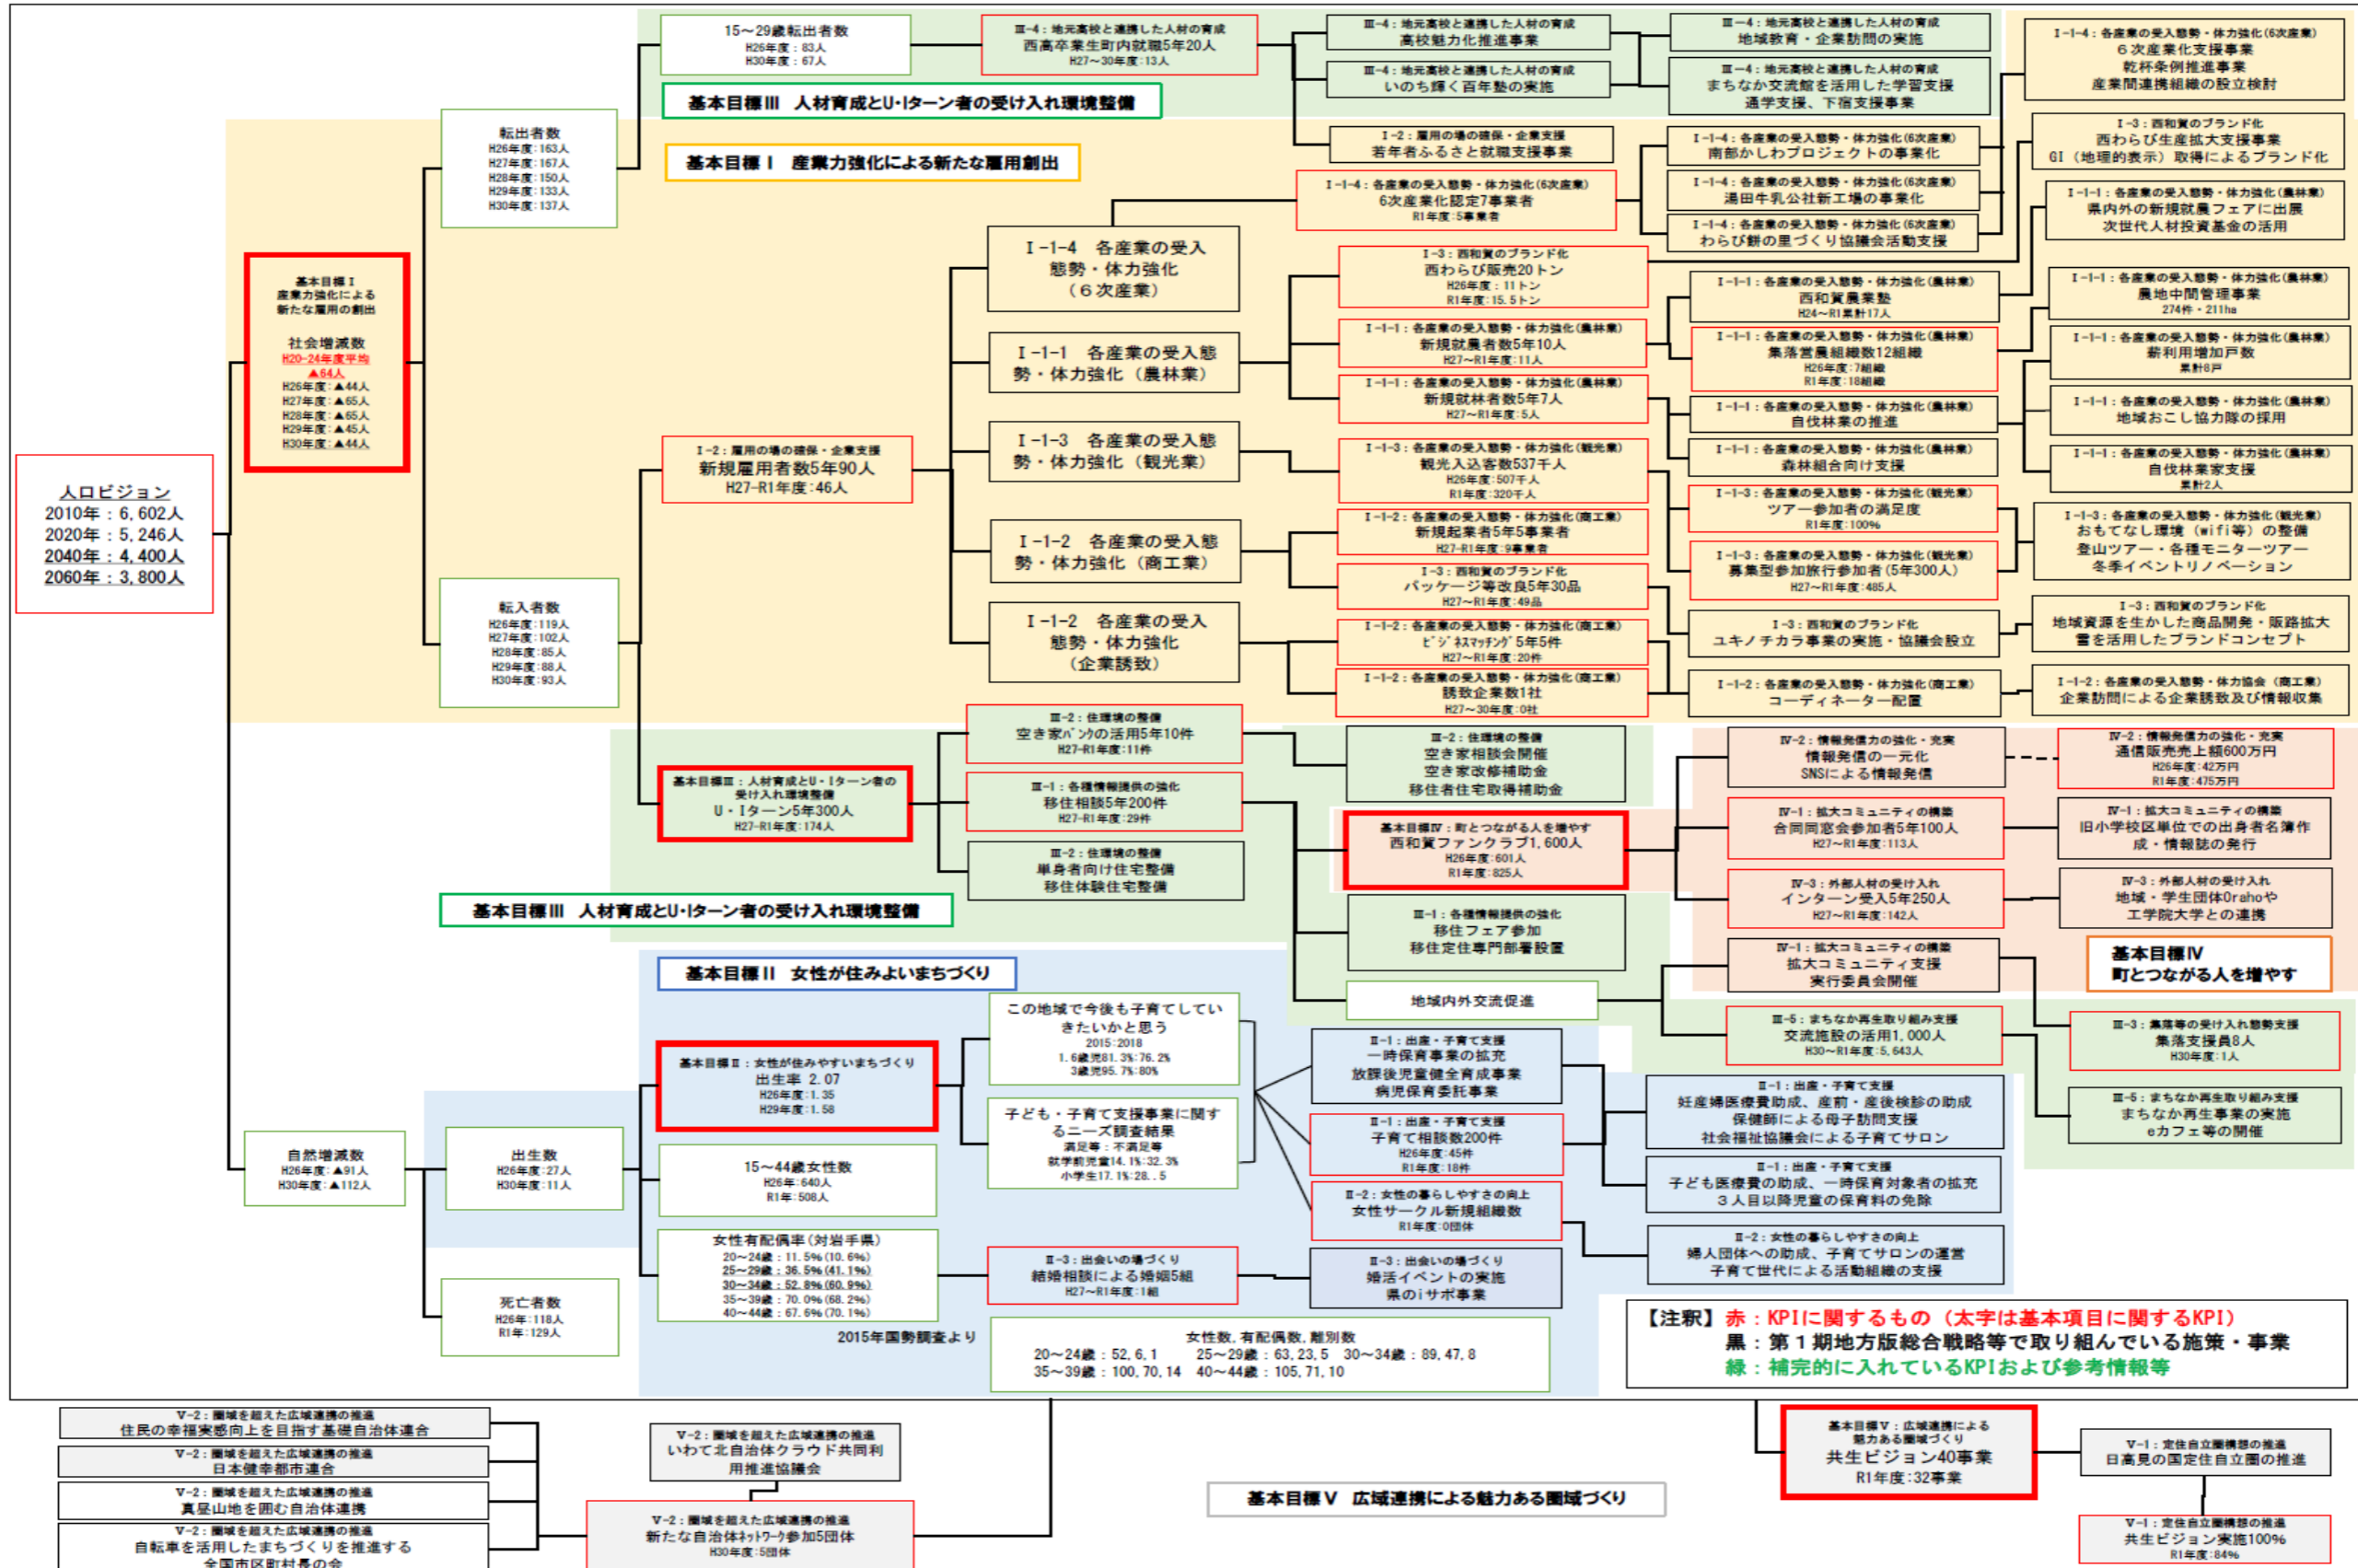 15～29歳転出者数
H26年度：83人
H30年度：67人
Ⅲ-4：地元高校と連携した人材の育成
西高卒業生町内就職5年20人
H27～30年度:13人
Ⅲ-4：地元高校と連携した人材の育成
高校魅力化推進事業
Ⅲ-4：地元高校と連携した人材の育成
いのち輝く百年塾の実施
Ⅲ-4：地元高校と連携した人材の育成
地域教育・企業訪問の実施
Ⅲ-4：地元高校と連携した人材の育成
まちなか交流館を活用した学習支援
通学支援、下宿支援事業
Ⅰ-1-4：各産業の受入態勢・体力強化(6次産業)
６次産業化支援事業
乾杯条例推進事業
産業間連携組織の設立検討
基本目標Ⅲ　人材育成とU・Iターン者の受け入れ環境整備
転出者数
H26年度:163人
H27年度:167人
H28年度:150人
H29年度:133人
H30年度:137人
基本目標Ⅰ　産業力強化による新たな雇用創出
Ⅰ-2：雇用の場の確保・企業支援
若年者ふるさと就職支援事業
Ⅰ-1-4：各産業の受入態勢・体力強化(6次産業)
6次産業化認定7事業者
R1年度:5事業者
Ⅰ-1-4：各産業の受入態勢・体力強化(6次産業)
南部かしわプロジェクトの事業化
Ⅰ-1-4：各産業の受入態勢・体力強化(6次産業)
湯田牛乳公社新工場の事業化
Ⅰ-1-4：各産業の受入態勢・体力強化(6次産業)
わらび餅の里づくり協議会活動支援
Ⅰ-3：西和賀のブランド化
西わらび生産拡大支援事業
GI（地理的表示）取得によるブランド化
Ⅰ-1-1：各産業の受入態勢・体力強化(農林業)
県内外の新規就農フェアに出展
次世代人材投資基金の活用
基本目標Ⅰ
産業力強化による
新たな雇用の創出
社会増減数
H20-24年度平均
▲64人
H26年度:▲44人
H27年度:▲65人
H28年度:▲65人
H29年度:▲45人
H30年度:▲44人
Ⅰ-1-4　各産業の受入
態勢・体力強化
（６次産業）
Ⅰ-1-1　各産業の受入態
勢・体力強化（農林業）
Ⅰ-1-3　各産業の受入態
勢・体力強化（観光業）
Ⅰ-1-2　各産業の受入態
勢・体力強化（商工業）
Ⅰ-1-2　各産業の受入
態勢・体力強化
(企業誘致)
Ⅰ-3：西和賀のブランド化
西わらび販売20トン
H26年度：11トン
R1年度：15.5トン
Ⅰ-1-1：各産業の受入態勢・体力強化(農林業)
新規就農者数5年10人
H27～R1年度:11人
Ⅰ-1-1：各産業の受入態勢・体力強化(農林業)
新規就林者数5年7人
H27～R1年度:5人
Ⅰ-1-3：各産業の受入態勢・体力強化(観光業)
観光入込客数537千人
H26年度:507千人
R1年度:320千人
Ⅰ-1-2：各産業の受入態勢・体力強化(商工業)
新規起業者5年5事業者
H27-R1年度:9事業者
Ⅰ-3：西和賀のブランド化
パッケージ等改良5年30品
H27～R1年度:49品
Ⅰ-1-2：各産業の受入態勢・体力強化(商工業)
ﾋﾞｼﾞﾈｽﾏｯﾁﾝｸﾞ5年5件
H27～R1年度:20件
Ⅰ-1-2：各産業の受入態勢・体力強化(商工業)
誘致企業数1社
H27～30年度:0社
Ⅰ-1-1：各産業の受入態勢・体力強化(農林業)
西和賀農業塾
H24～R1累計17人
Ⅰ-1-1：各産業の受入態勢・体力強化(農林業)
集落営農組織数12組織
H26年度:7組織
R1年度:18組織
Ⅰ-1-1：各産業の受入態勢・体力強化(農林業)
自伐林業の推進
Ⅰ-1-1：各産業の受入態勢・体力強化(農林業)
森林組合向け支援
Ⅰ-1-3：各産業の受入態勢・体力強化(観光業)
ツアー参加者の満足度
R1年度:100%
Ⅰ-1-3：各産業の受入態勢・体力強化(観光業)
募集型参加旅行参加者(5年300人)
H27～R1年度:485人
Ⅰ-3：西和賀のブランド化
ユキノチカラ事業の実施・協議会設立
Ⅰ-1-2：各産業の受入態勢・体力強化(商工業)
コーディネーター配置
Ⅰ-1-1：各産業の受入態勢・体力強化(農林業)
農地中間管理事業
274件・211ha
Ⅰ-1-1：各産業の受入態勢・体力強化(農林業)
薪利用増加戸数
累計8戸
Ⅰ-1-1：各産業の受入態勢・体力強化(農林業)
地域おこし協力隊の採用
Ⅰ-1-1：各産業の受入態勢・体力強化(農林業)
自伐林業家支援
累計2人
Ⅰ-1-3：各産業の受入態勢・体力強化(観光業)
おもてなし環境（wifi等）の整備
登山ツアー・各種モニターツアー
冬季イベントリノベーション
Ⅰ-3：西和賀のブランド化
地域資源を生かした商品開発・販路拡大
雪を活用したブランドコンセプト
Ⅰ-1-2：各産業の受入態勢・体力協会（商工業）
企業訪問による企業誘致及び情報収集
人口ビジョン
2010年：6,602人
2020年：5,246人
2040年：4,400人
2060年：3,800人
Ⅰ-2：雇用の場の確保・企業支援
新規雇用者数5年90人
H27-R1年度:46人
転入者数
H26年度:119人
H27年度:102人
H28年度:85人
H29年度:88人
H30年度:93人
基本目標Ⅲ：人材育成とU・Iターン者の
受け入れ環境整備
U・Iターン5年300人
H27-R1年度:174人
Ⅲ-2：住環境の整備
空き家ﾊﾞﾝｸの活用5年10件
H27-R1年度:11件
Ⅲ-1：各種情報提供の強化
移住相談5年200件
H27-R1年度:29件
Ⅲ-2：住環境の整備
単身者向け住宅整備
移住体験住宅整備
基本目標Ⅲ　人材育成とU・Iターン者の受け入れ環境整備
Ⅲ-2：住環境の整備
空き家相談会開催
空き家改修補助金
移住者住宅取得補助金
基本目標Ⅳ：町とつながる人を増やす
西和賀ファンクラブ1,600人
H26年度:601人
R1年度:825人
Ⅲ-1：各種情報提供の強化
移住フェア参加
移住定住専門部署設置
地域内外交流促進
Ⅳ-2：情報発信力の強化・充実
情報発信の一元化
SNSによる情報発信
Ⅳ-2：情報発信力の強化・充実
通信販売売上額600万円
H26年度:42万円
R1年度:475万円
Ⅳ-1：拡大コミュニティの構築
合同同窓会参加者5年100人
H27～R1年度:113人
Ⅳ-1：拡大コミュニティの構築
旧小学校区単位での出身者名簿作
成・情報誌の発行
Ⅳ-3：外部人材の受け入れ
インターン受入5年250人
H27～R1年度:142人
Ⅳ-3：外部人材の受け入れ
地域・学生団体Orahoや
工学院大学との連携
Ⅳ-1：拡大コミュニティの構築
拡大コミュニティ支援
実行委員会開催
基本目標Ⅳ
町とつながる人を増やす
Ⅲ-5：まちなか再生取り組み支援
交流施設の活用1,000人
H30～R1年度:5,643人
Ⅲ-3：集落等の受け入れ態勢支援
集落支援員8人
H30年度:1人
Ⅲ-5：まちなか再生取り組み支援
まちなか再生事業の実施
eカフェ等の開催
基本目標Ⅱ　女性が住みよいまちづくり
基本目標Ⅱ：女性が住みやすいまちづくり
出生率 2.07
H26年度:1.35
H29年度:1.58
この地域で今後も子育てしてい
きたいかと思う
2015:2018
1.6歳児81.3%:76.2%
3歳児95.7%:80%
子ども・子育て支援事業に関す
るニーズ調査結果
満足等：不満足等
就学前児童14.1%:32.3%
小学生17.1%:28..5
自然増減数
H26年度:▲91人
H30年度:▲112人
出生数
H26年度:27人
H30年度:11人
死亡者数
H26年:118人
R1年:129人
15～44歳女性数
H26年:640人
R1年:508人
女性有配偶率(対岩手県)
20～24歳：11.5%(10.6%)
25～29歳：36.5%(41.1%)
30～34歳：52.8%(60.9%)
35～39歳：70.0%(68.2%)
40～44歳：67.6%(70.1%)
Ⅱ-1：出産・子育て支援
一時保育事業の拡充
放課後児童健全育成事業
病児保育委託事業
Ⅱ-1：出産・子育て支援
子育て相談数200件
H26年度:45件
R1年度:18件
Ⅱ-2：女性の暮らしやすさの向上
女性サークル新規組織数
R1年度:0団体
Ⅱ-1：出産・子育て支援
妊産婦医療費助成、産前・産後検診の助成
保健師による母子訪問支援
社会福祉協議会による子育てサロン
Ⅱ-1：出産・子育て支援
子ども医療費の助成、一時保育対象者の拡充
３人目以降児童の保育料の免除
Ⅱ-2：女性の暮らしやすさの向上
婦人団体への助成、子育てサロンの運営
子育て世代による活動組織の支援
Ⅱ-3：出会いの場づくり
結婚相談による婚姻5組
H27～R1年度:1組
Ⅱ-3：出会いの場づくり
婚活イベントの実施
県のiサポ事業
2015年国勢調査より
女性数,有配偶数,離別数
20～24歳：52,6,1　25～29歳：63,23,5　30～34歳：89,47,8
35～39歳：100,70,14　40～44歳：105,71,10
【注釈】赤：KPIに関するもの（太字は基本項目に関するKPI）
黒：第１期地方版総合戦略等で取り組んでいる施策・事業
緑：補完的に入れているKPIおよび参考情報等
Ⅴ-2：圏域を超えた広域連携の推進
住民の幸福実感向上を目指す基礎自治体連合
Ⅴ-2：圏域を超えた広域連携の推進
日本健幸都市連合
Ⅴ-2：圏域を超えた広域連携の推進
真昼山地を囲む自治体連携
Ⅴ-2：圏域を超えた広域連携の推進
自転車を活用したまちづくりを推進する
全国市区町村長の会
Ⅴ-2：圏域を超えた広域連携の推進
いわて北自治体クラウド共同利
用推進協議会
Ⅴ-2：圏域を超えた広域連携の推進
新たな自治体ﾈｯﾄﾜｰｸ参加5団体
H30年度:5団体
基本目標Ⅴ　広域連携による魅力ある圏域づくり
基本目標Ⅴ：広域連携による
魅力ある圏域づくり
共生ビジョン40事業
R1年度:32事業
Ⅴ-1：定住自立圏構想の推進
日高見の国定住自立圏の推進
Ⅴ-1：定住自立圏構想の推進
共生ビジョン実施100%
R1年度:84%